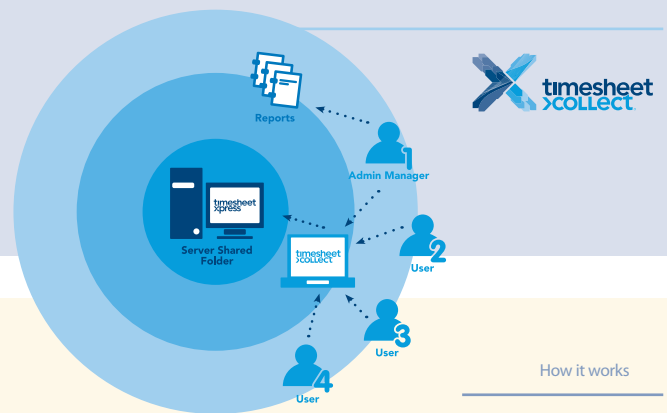 timesheet
xcollect
Reports
1
Admin Manager
timesheet
xpress
Server Shared
Folder
timesheet
xcollect
2
User
3
User
4
User
How it works